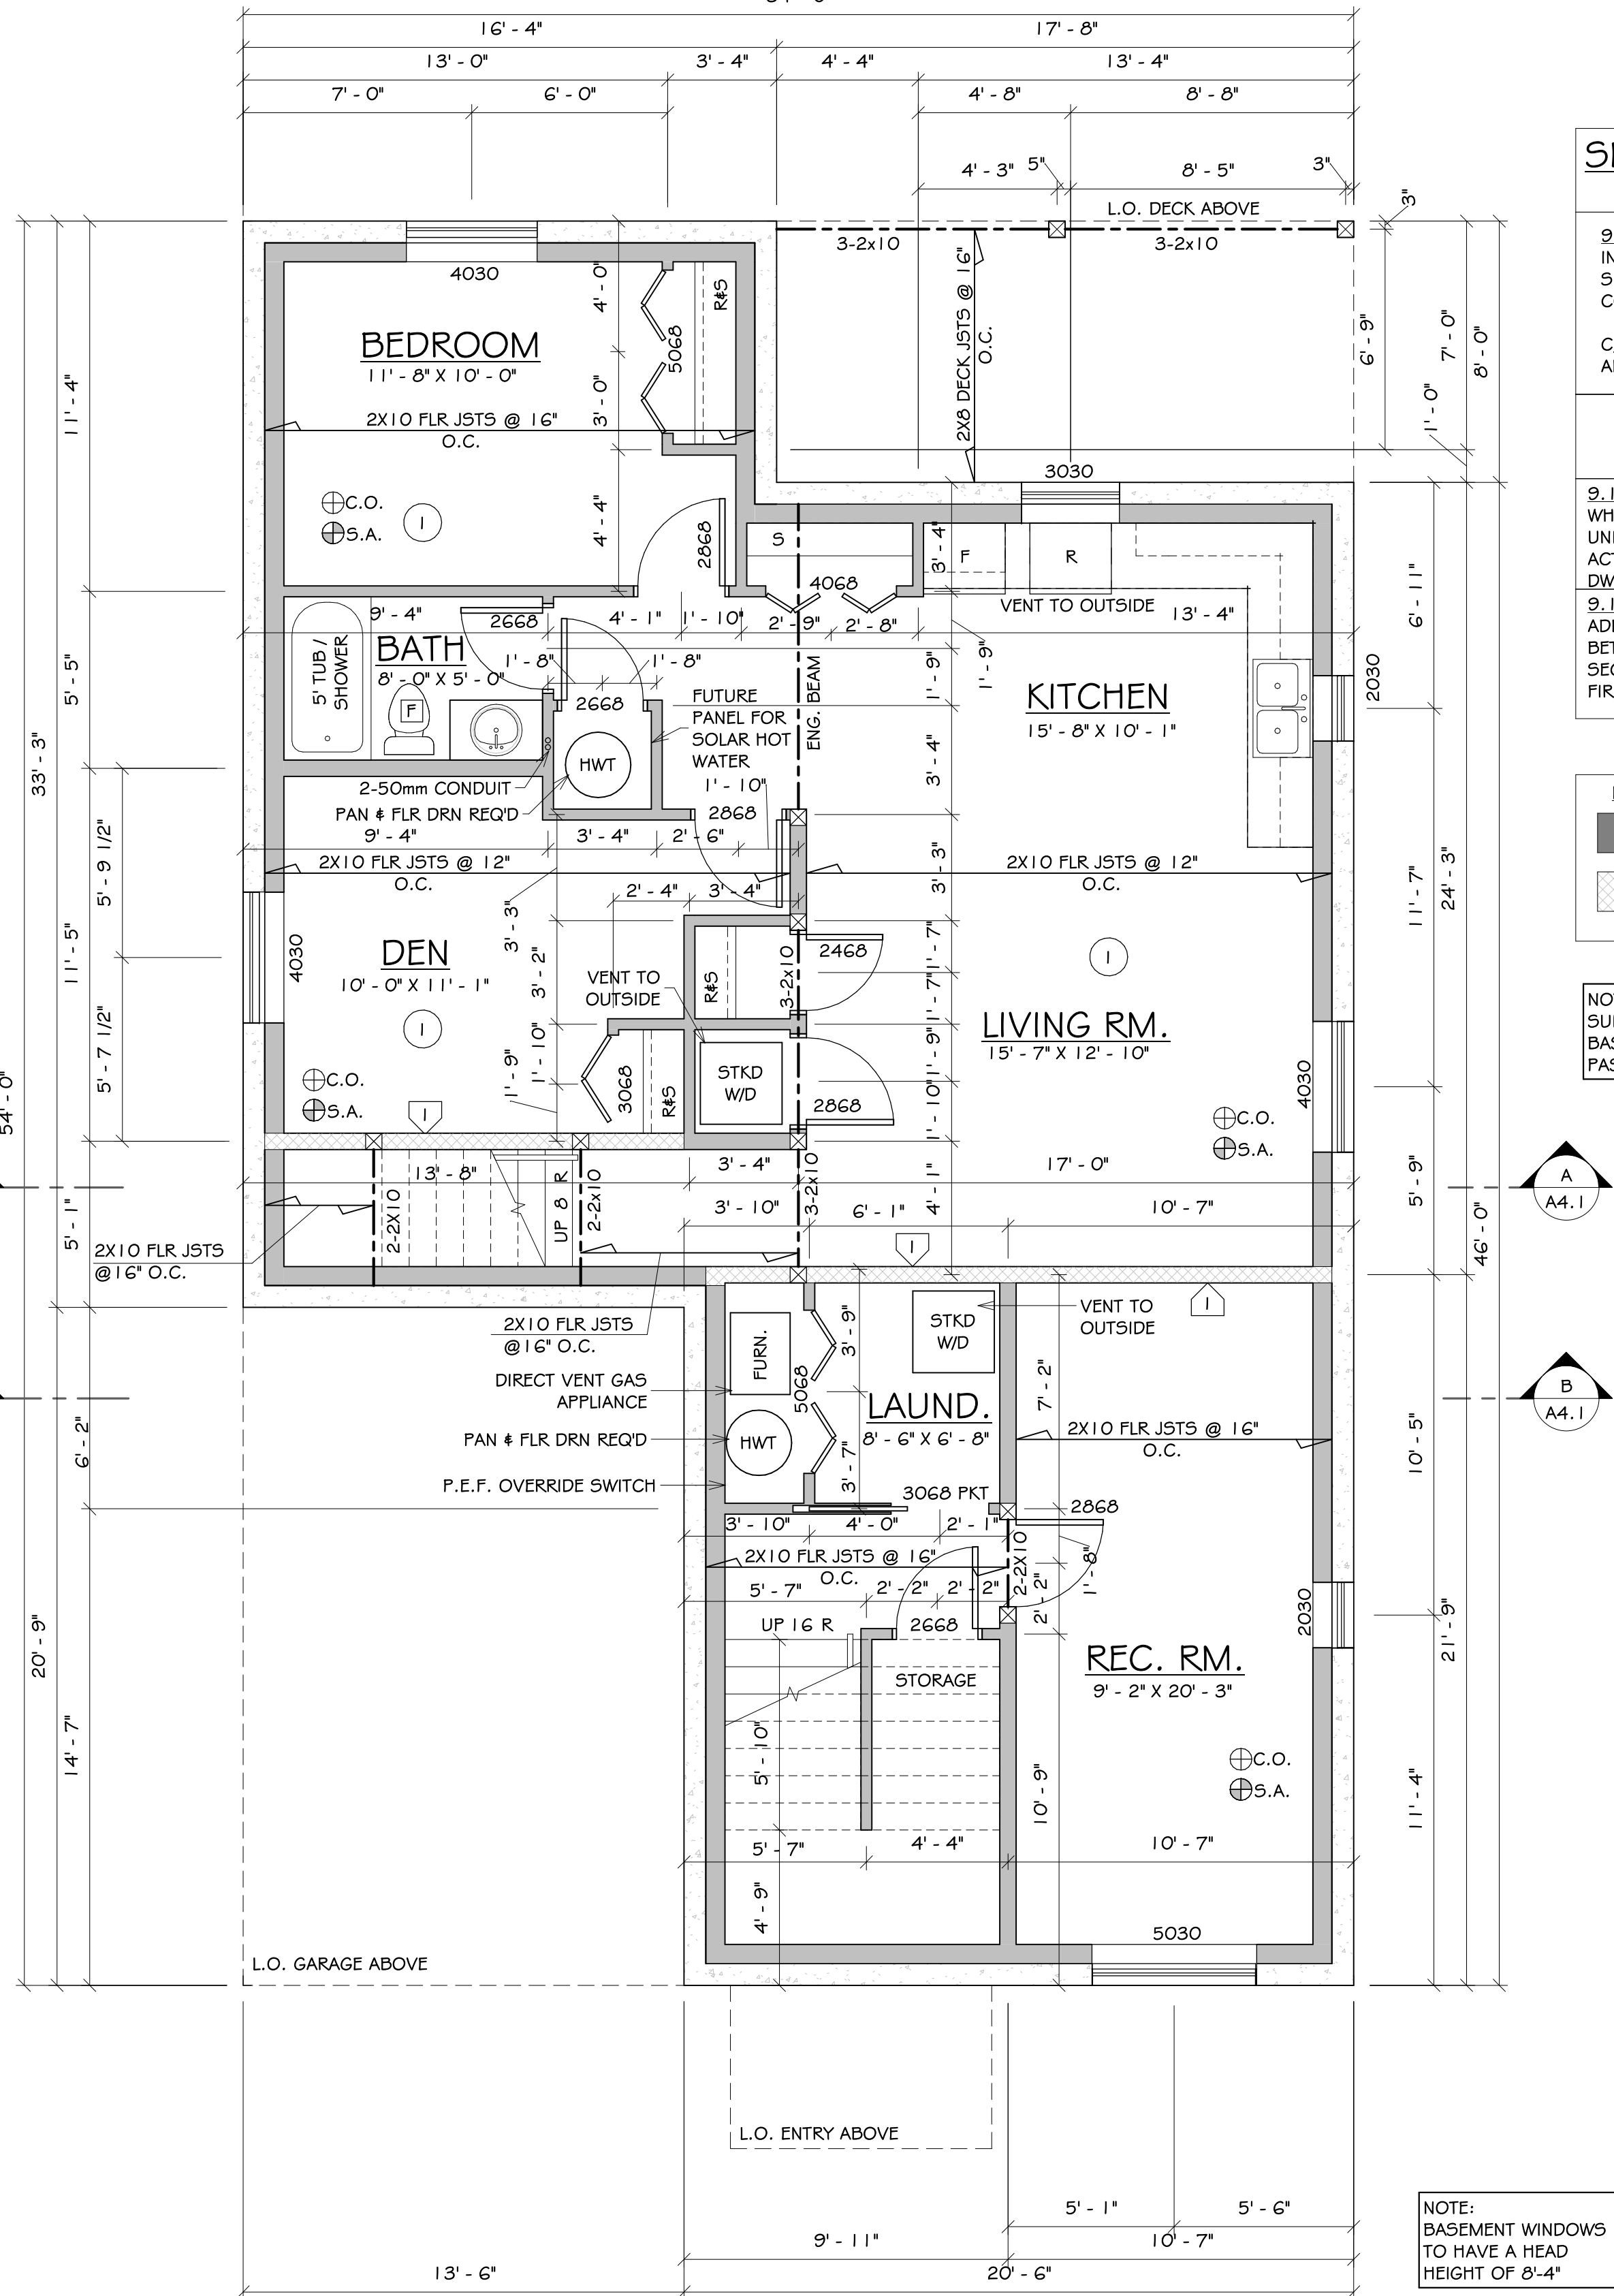 16' - 4"
17' - 8"
13' - 0"
3' - 4"
4' - 4"
13' - 4"
7' - 0"
6' - 0"
4' - 8"
8' - 8"
4' - 3"
5"
8' - 5"
3"
3"
L.O. DECK ABOVE
3-2x10
3-2x10
4030
BEDROOM
11' - 8" X 10' - 0"
4' - 0"
5068
R&S
3' - 0"
2X10 FLR JSTS @ 16"
O.C.
2X8 DECK JSTS @ 16"
O.C.
6' - 9"
7' - 0"
8' - 0"
1' - 0"
11' - 4"
C.O.
S.A.
1
4' - 4"
2868
3030
S
4068
3' - 4"
F
R
VENT TO OUTSIDE
9' - 4"
2668
4' - 1"
1' - 10"
2' - 9"
2' - 8"
13' - 4"
5' TUB /
SHOWER
BATH
8' - 0" X 5' - 0"
F
1' - 8"
1' - 8"
2668
FUTURE
PANEL FOR
SOLAR HOT
WATER
ENG. BEAM
1' - 9"
1' - 9"
KITCHEN
15' - 8" X 10' - 1"
2030
6' - 11"
5' - 5"
33' - 3"
HWT
2-50mm CONDUIT
PAN & FLR DRN REQ'D
1' - 10"
2868
3' - 4"
9' - 4"
3' - 4"
2' - 6"
2X10 FLR JSTS @ 12"
O.C.
2X10 FLR JSTS @ 12"
O.C.
3' - 3"
5' - 9 1/2"
11' - 5"
5' - 7 1/2"
2' - 4"
3' - 4"
3' - 3"
3' - 2"
4030
DEN
10' - 0" X 11' - 1"
1
VENT TO
OUTSIDE
R&S
3-2x10
2468
1' - 7"
1' - 7"
1
LIVING RM.
15' - 7" X 12' - 10"
11' - 7"
24' - 3"
C.O.
S.A.
1
1' - 9"
1' - 10"
3068
R&S
STKD
W/D
2868
1' - 9"
1' - 10"
4030
C.O.
S.A.
54' - 0"
13' - 8"
3' - 4"
3-2x10
17' - 0"
4' - 1"
2-2X10
UP 8 R
2-2x10
3' - 10"
6' - 1"
10' - 7"
5' - 1"
2X10 FLR JSTS
@16" O.C.
1
1
5' - 9"
46' - 0"
A
A4.1
2X10 FLR JSTS
@16" O.C.
FURN.
3' - 9"
STKD
W/D
VENT TO
OUTSIDE
DIRECT VENT GAS
APPLIANCE
5068
LAUND.
8' - 6" X 6' - 8"
7' - 2"
B
A4.1
6' - 2"
PAN & FLR DRN REQ'D
HWT
2X10 FLR JSTS @ 16"
O.C.
10' - 5"
P.E.F. OVERRIDE SWITCH
3' - 7"
3068 PKT
2868
3' - 10"
4' - 0"
2' - 1"
2X10 FLR JSTS @ 16"
O.C.
2-2X10
1' - 8"
5' - 7"
2' - 2"
2' - 2"
2' - 2"
UP 16 R
2668
2030
20' - 9"
21' - 9"
STORAGE
REC. RM.
9' - 2" X 20' - 3"
14' - 7"
5' - 10"
10' - 9"
C.O.
S.A.
11' - 4"
5' - 7"
4' - 4"
10' - 7"
4' - 9"
5030
L.O. GARAGE ABOVE
L.O. ENTRY ABOVE
5' - 1"
5' - 6"
9' - 11"
10' - 7"
13' - 6"
20' - 6"
NOTE:
BASEMENT WINDOWS
TO HAVE A HEAD
HEIGHT OF 8'-4"